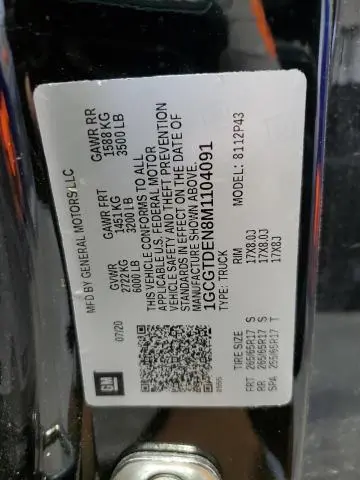 MFD BY GENERAL MOTORS LLC
07/20
GVWR
2722 KG
6000 LB
GAWR FRT
1451 KG
3200 LB
GAWR RR
1588 KG
3500 LB
THIS VEHICLE CONFORMS TO ALL
APPLICABLE U.S. FEDERAL MOTOR
VEHICLE SAFETY AND THEFT PREVENTION
STANDARDS IN EFFECT ON THE DATE OF
MANUFACTURE SHOWN ABOVE.
1GCGTDEN8M1104091
TYPE: TRUCK
MODEL: 8112P43
TIRE SIZE RIM
FRT 265/65R17 S 17X8.0J
RR 265/65R17 S 17X8.0J
SPA 255/65R17 T 17X8J
GM